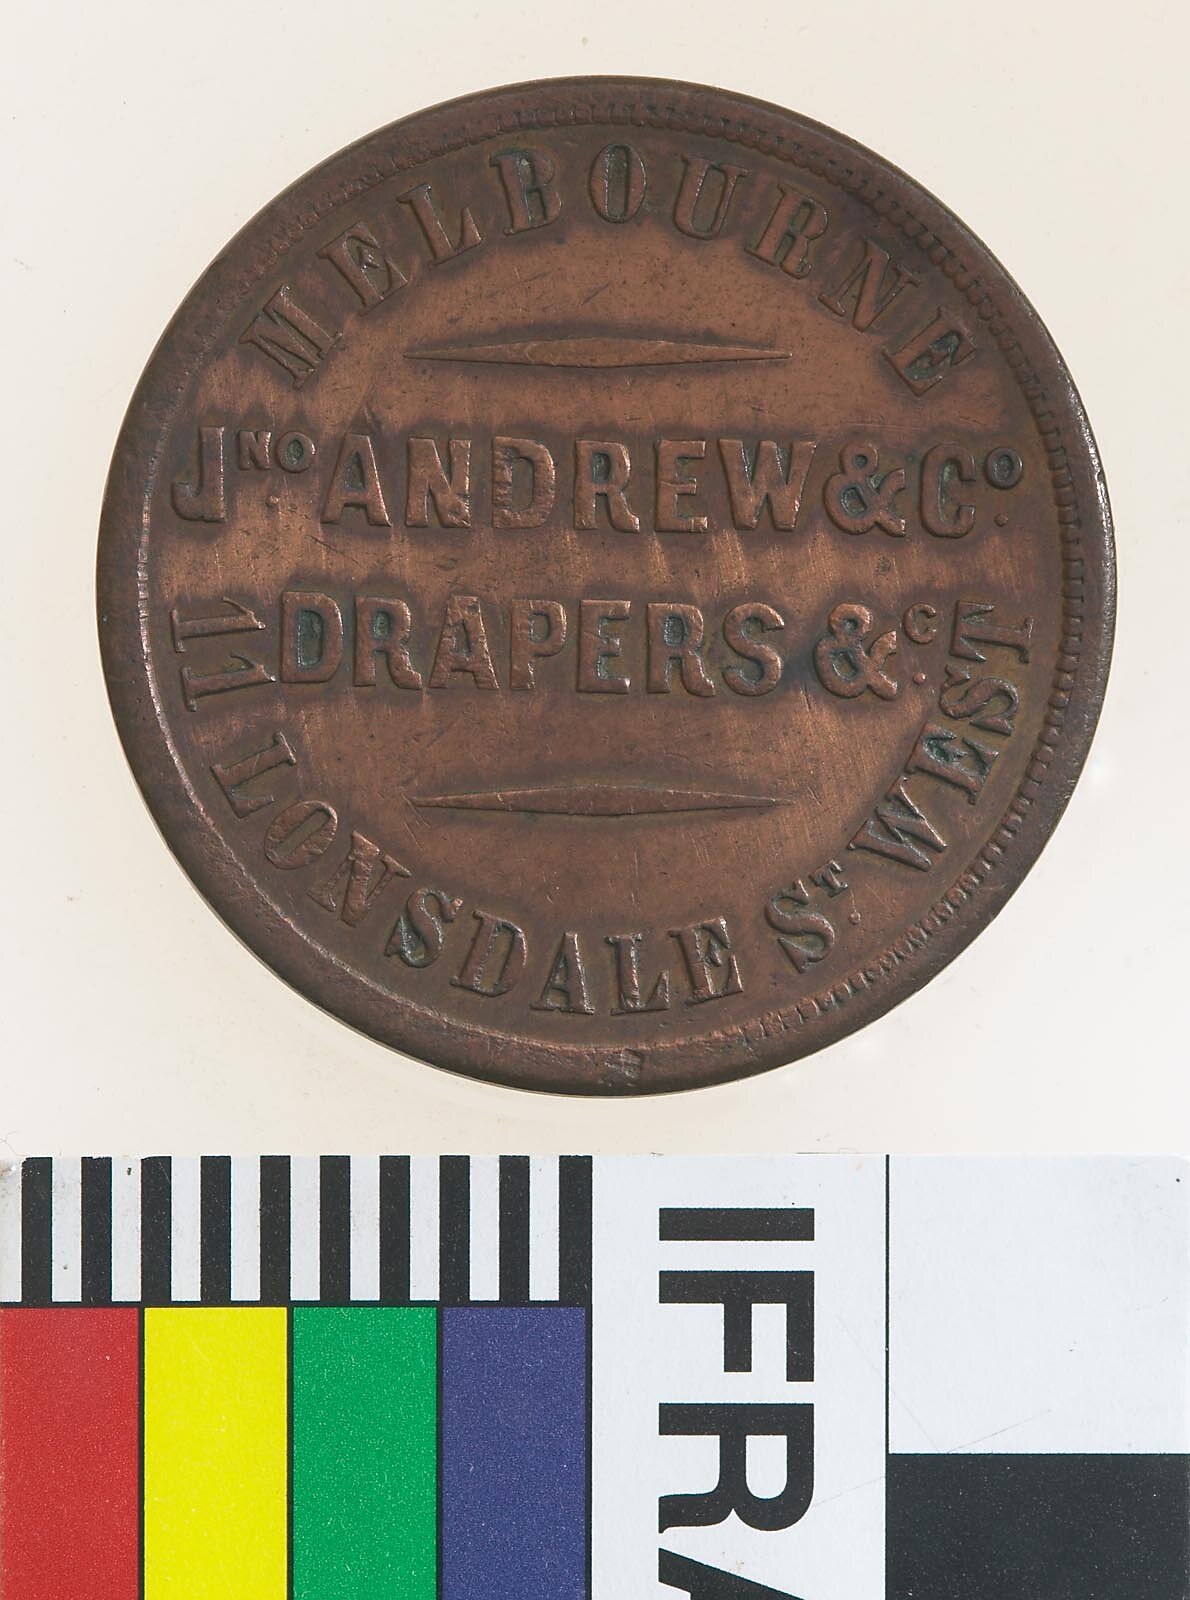 MELBOURNE
JNO. ANDREW & CO.
DRAPERS &C.
11 LONSDALE ST. WEST
IFRA